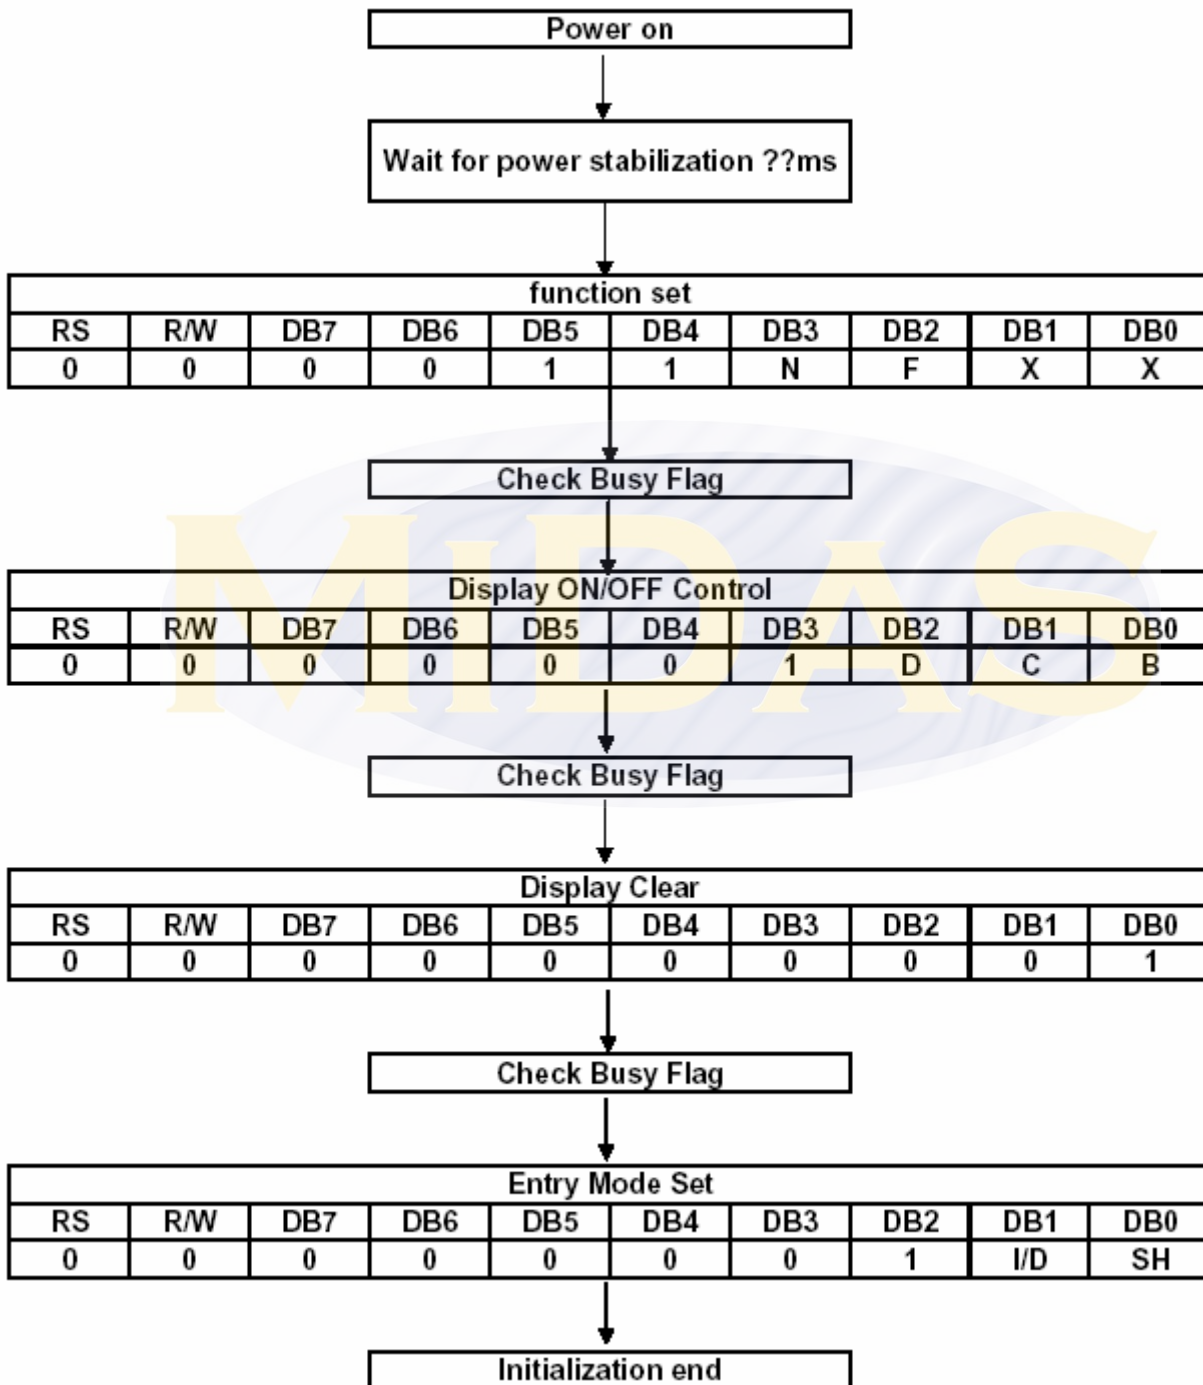 Power on
Wait for power stabilization ??ms
function set
RS R/W DB7 DB6 DB5 DB4 DB3 DB2 DB1 DB0
0 0 0 0 1 1 N F X X
Check Busy Flag
MIDAS
Display ON/OFF Control
RS R/W DB7 DB6 DB5 DB4 DB3 DB2 DB1 DB0
0 0 0 0 0 0 1 D C B
Check Busy Flag
Display Clear
RS R/W DB7 DB6 DB5 DB4 DB3 DB2 DB1 DB0
0 0 0 0 0 0 0 0 0 1
Check Busy Flag
Entry Mode Set
RS R/W DB7 DB6 DB5 DB4 DB3 DB2 DB1 DB0
0 0 0 0 0 0 0 1 I/D SH
Initialization end